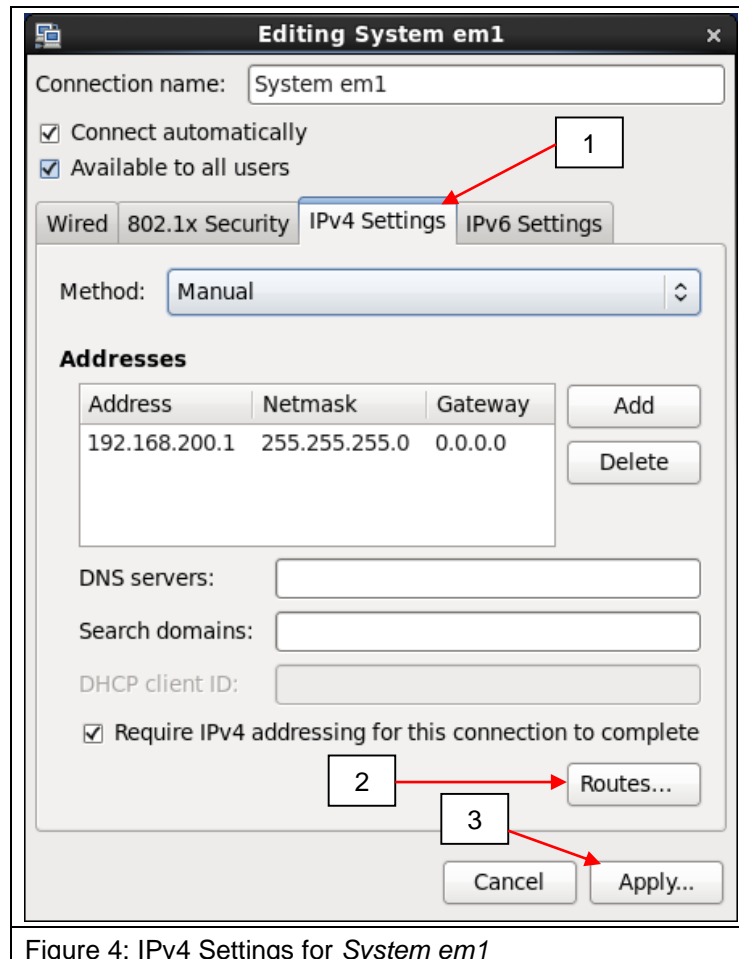 Editing System em1
Connection name: System em1
Connect automatically
1
Available to all users
Wired 802.1x Security IPv4 Settings IPv6 Settings
Method: Manual
Addresses
Address Netmask Gateway Add
192.168.200.1 255.255.255.0 0.0.0.0
Delete
DNS servers:
Search domains:
DHCP client ID:
Require IPv4 addressing for this connection to complete
2 Routes...
3
Cancel Apply...
Figure 4: IPv4 Settings for System em1